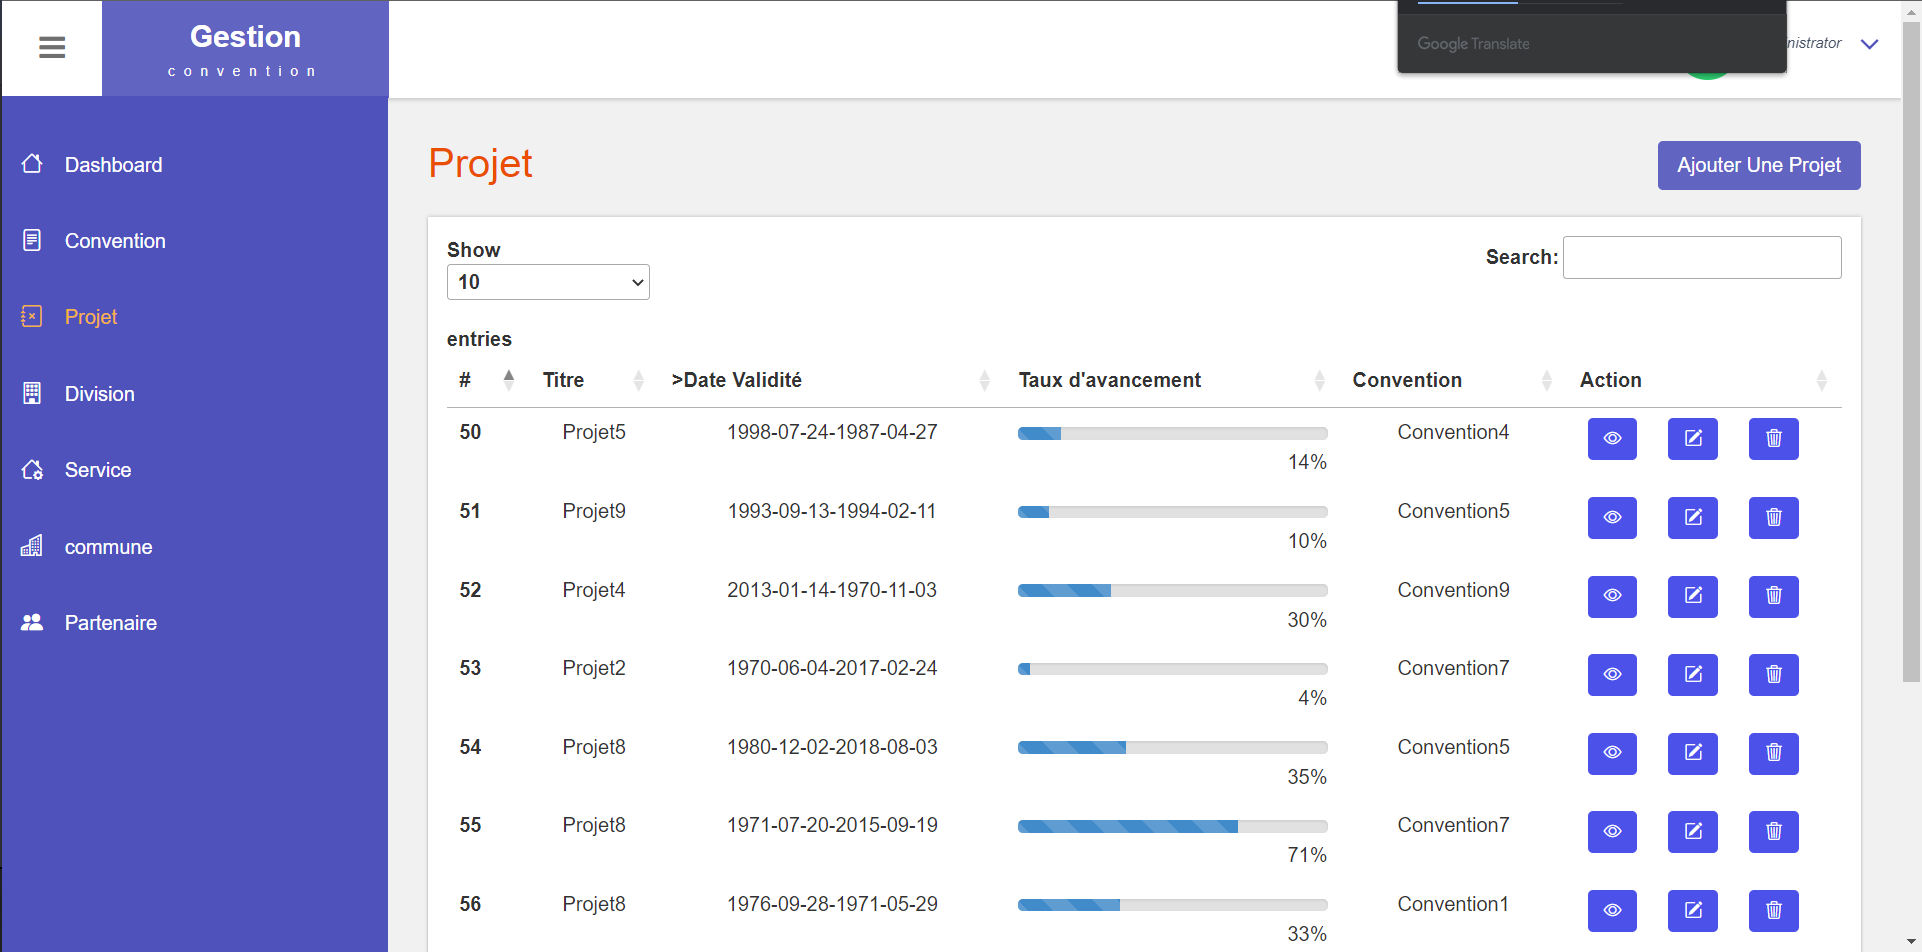 Gestion
convention
Google Translate
Dashboard
Convention
Projet
Division
Service
commune
Partenaire
Projet
Ajouter Une Projet
Show
10
entries
Search:
# Titre >Date Validité Taux d'avancement Convention Action
50 Projet5 1998-07-24-1987-04-27 14% Convention4
51 Projet9 1993-09-13-1994-02-11 10% Convention5
52 Projet4 2013-01-14-1970-11-03 30% Convention9
53 Projet2 1970-06-04-2017-02-24 4% Convention7
54 Projet8 1980-12-02-2018-08-03 35% Convention5
55 Projet8 1971-07-20-2015-09-19 71% Convention7
56 Projet8 1976-09-28-1971-05-29 33% Convention1